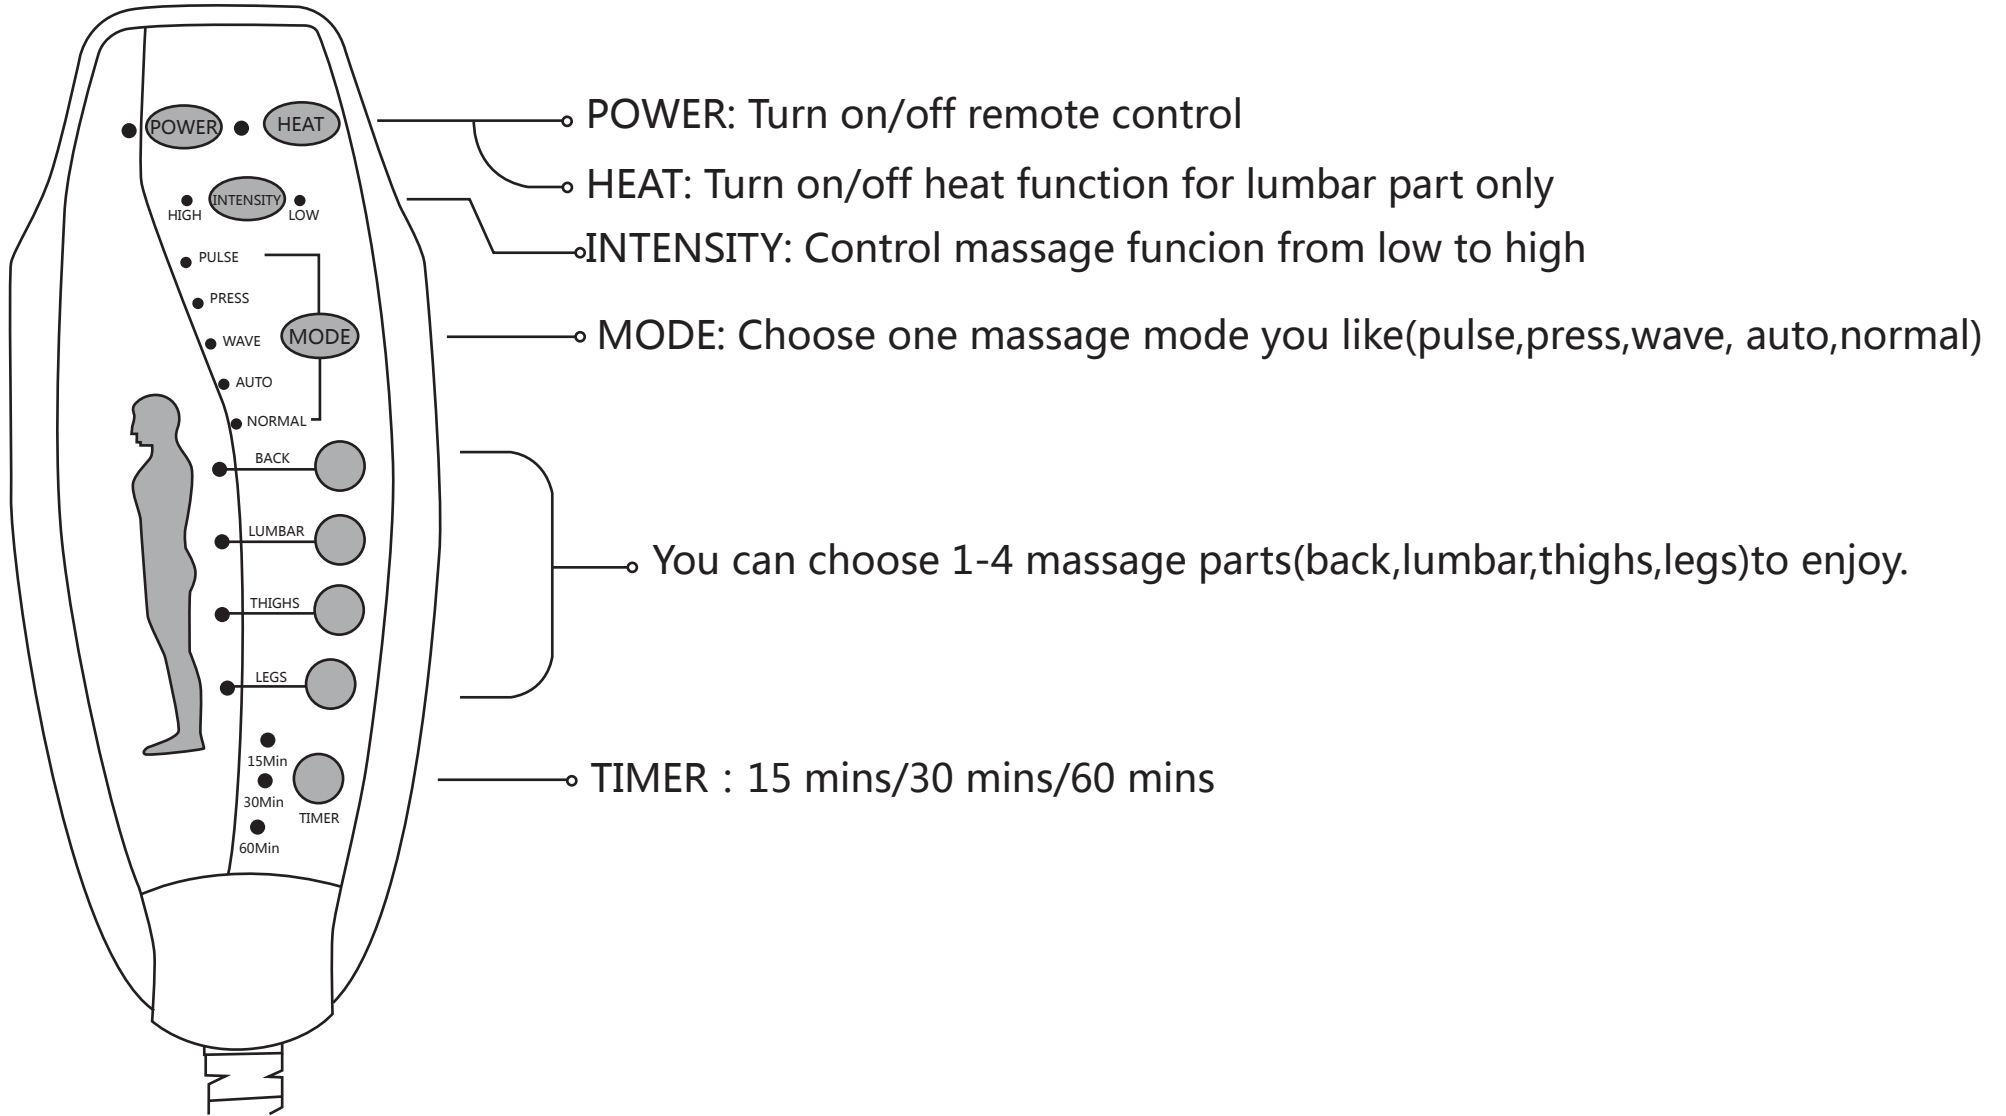 POWER
HEAT
POWER: Turn on/off remote control
HEAT: Turn on/off heat function for lumbar part only
INTENSITY
HIGH
LOW
INTENSITY: Control massage funcion from low to high
PULSE
PRESS
WAVE
AUTO
NORMAL
MODE
MODE: Choose one massage mode you like(pulse,press,wave, auto,normal)
BACK
LUMBAR
THIGHS
LEGS
You can choose 1-4 massage parts(back,lumbar,thighs,legs)to enjoy.
15Min
30Min
60Min
TIMER
TIMER : 15 mins/30 mins/60 mins